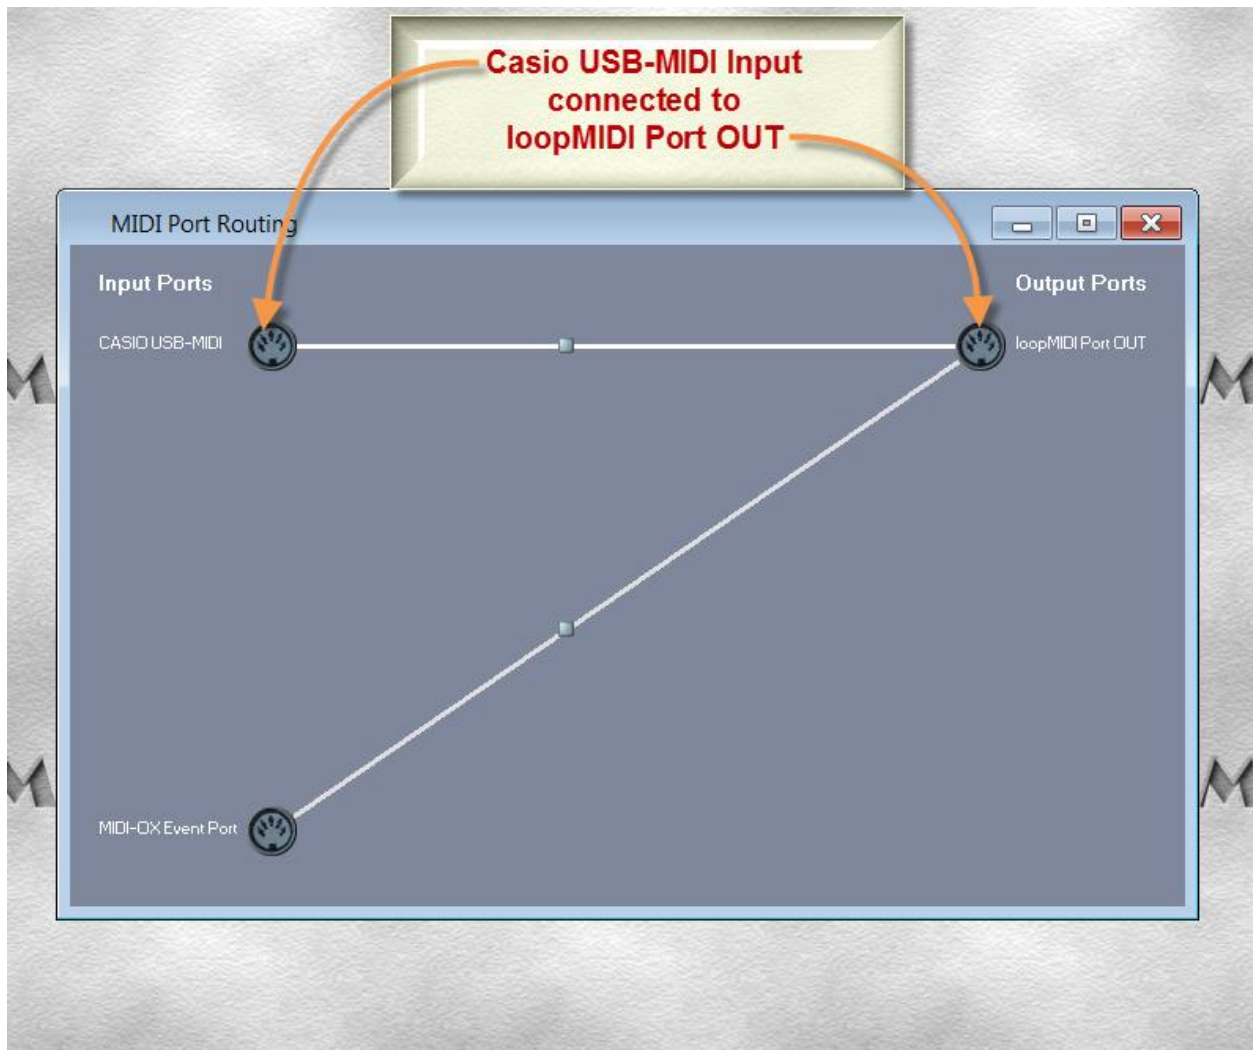 Casio USB-MIDI Input
connected to
loopMIDI Port OUT
MIDI Port Routing
Input Ports
Output Ports
CASIO USB-MIDI
loopMIDI Port OUT
M
M
M
M
MIDI-OX Event Port